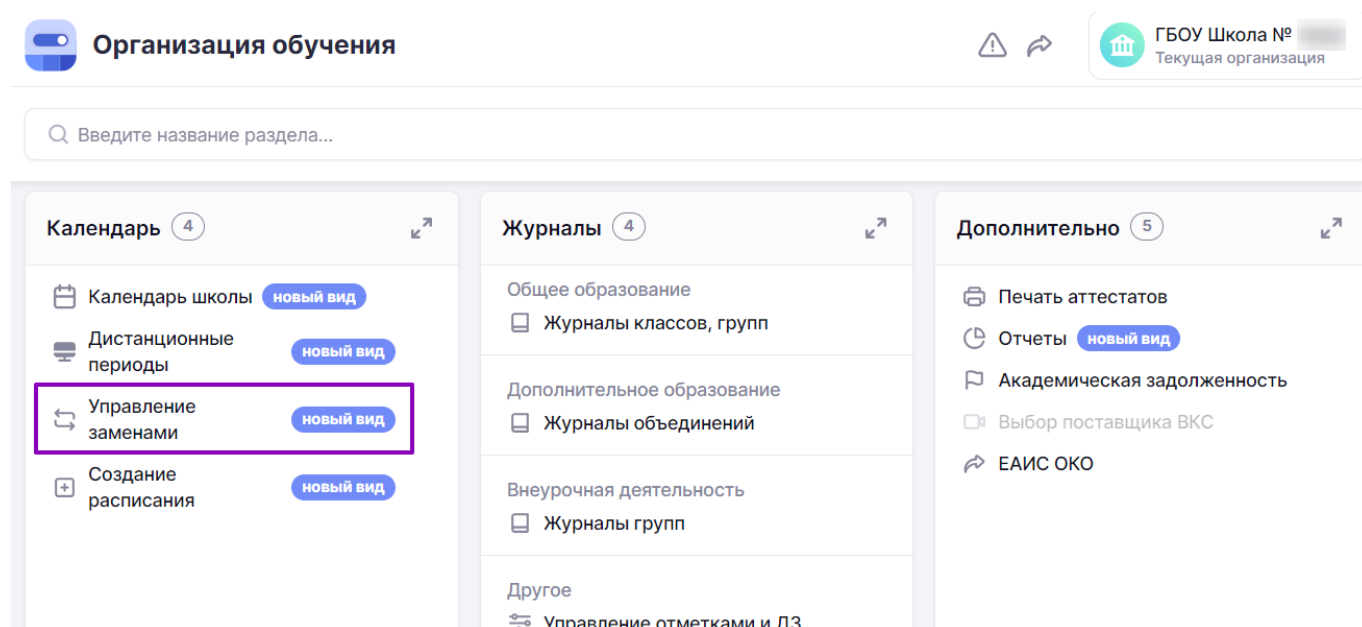 Организация обучения
ГБОУ Школа №
Текущая организация
Введите название раздела...
Календарь 4
Календарь школы новый вид
Дистанционные
периоды
новый вид
Управление
заменами
новый вид
Создание
расписания
новый вид
Журналы 4
Общее образование
Журналы классов, групп
Дополнительное образование
Журналы объединений
Внеурочная деятельность
Журналы групп
Другое
Управление отметками и ДЗ
Дополнительно 5
Печать аттестатов
Отчеты новый вид
Академическая задолженность
Выбор поставщика ВКС
ЕАИС ОКО